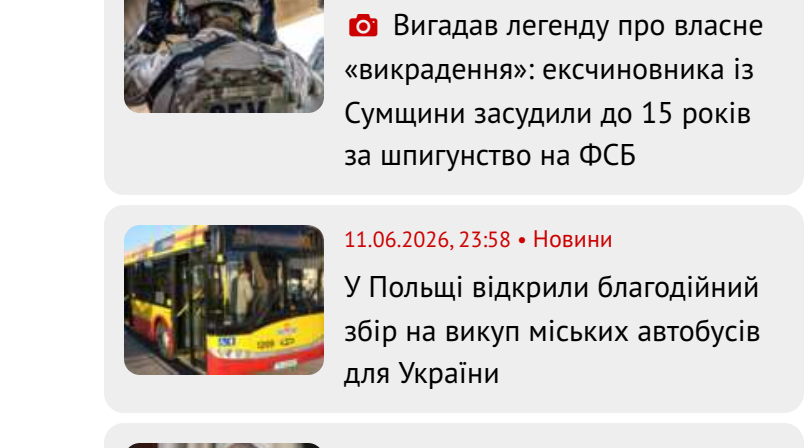 Вигадав легенду про власне
«викрадення»: ексчиновника із
Сумщини засудили до 15 років
за шпигунство на ФСБ
11.06.2026, 23:58 • Новини
У Польщі відкрили благодійний
збір на викуп міських автобусів
для України